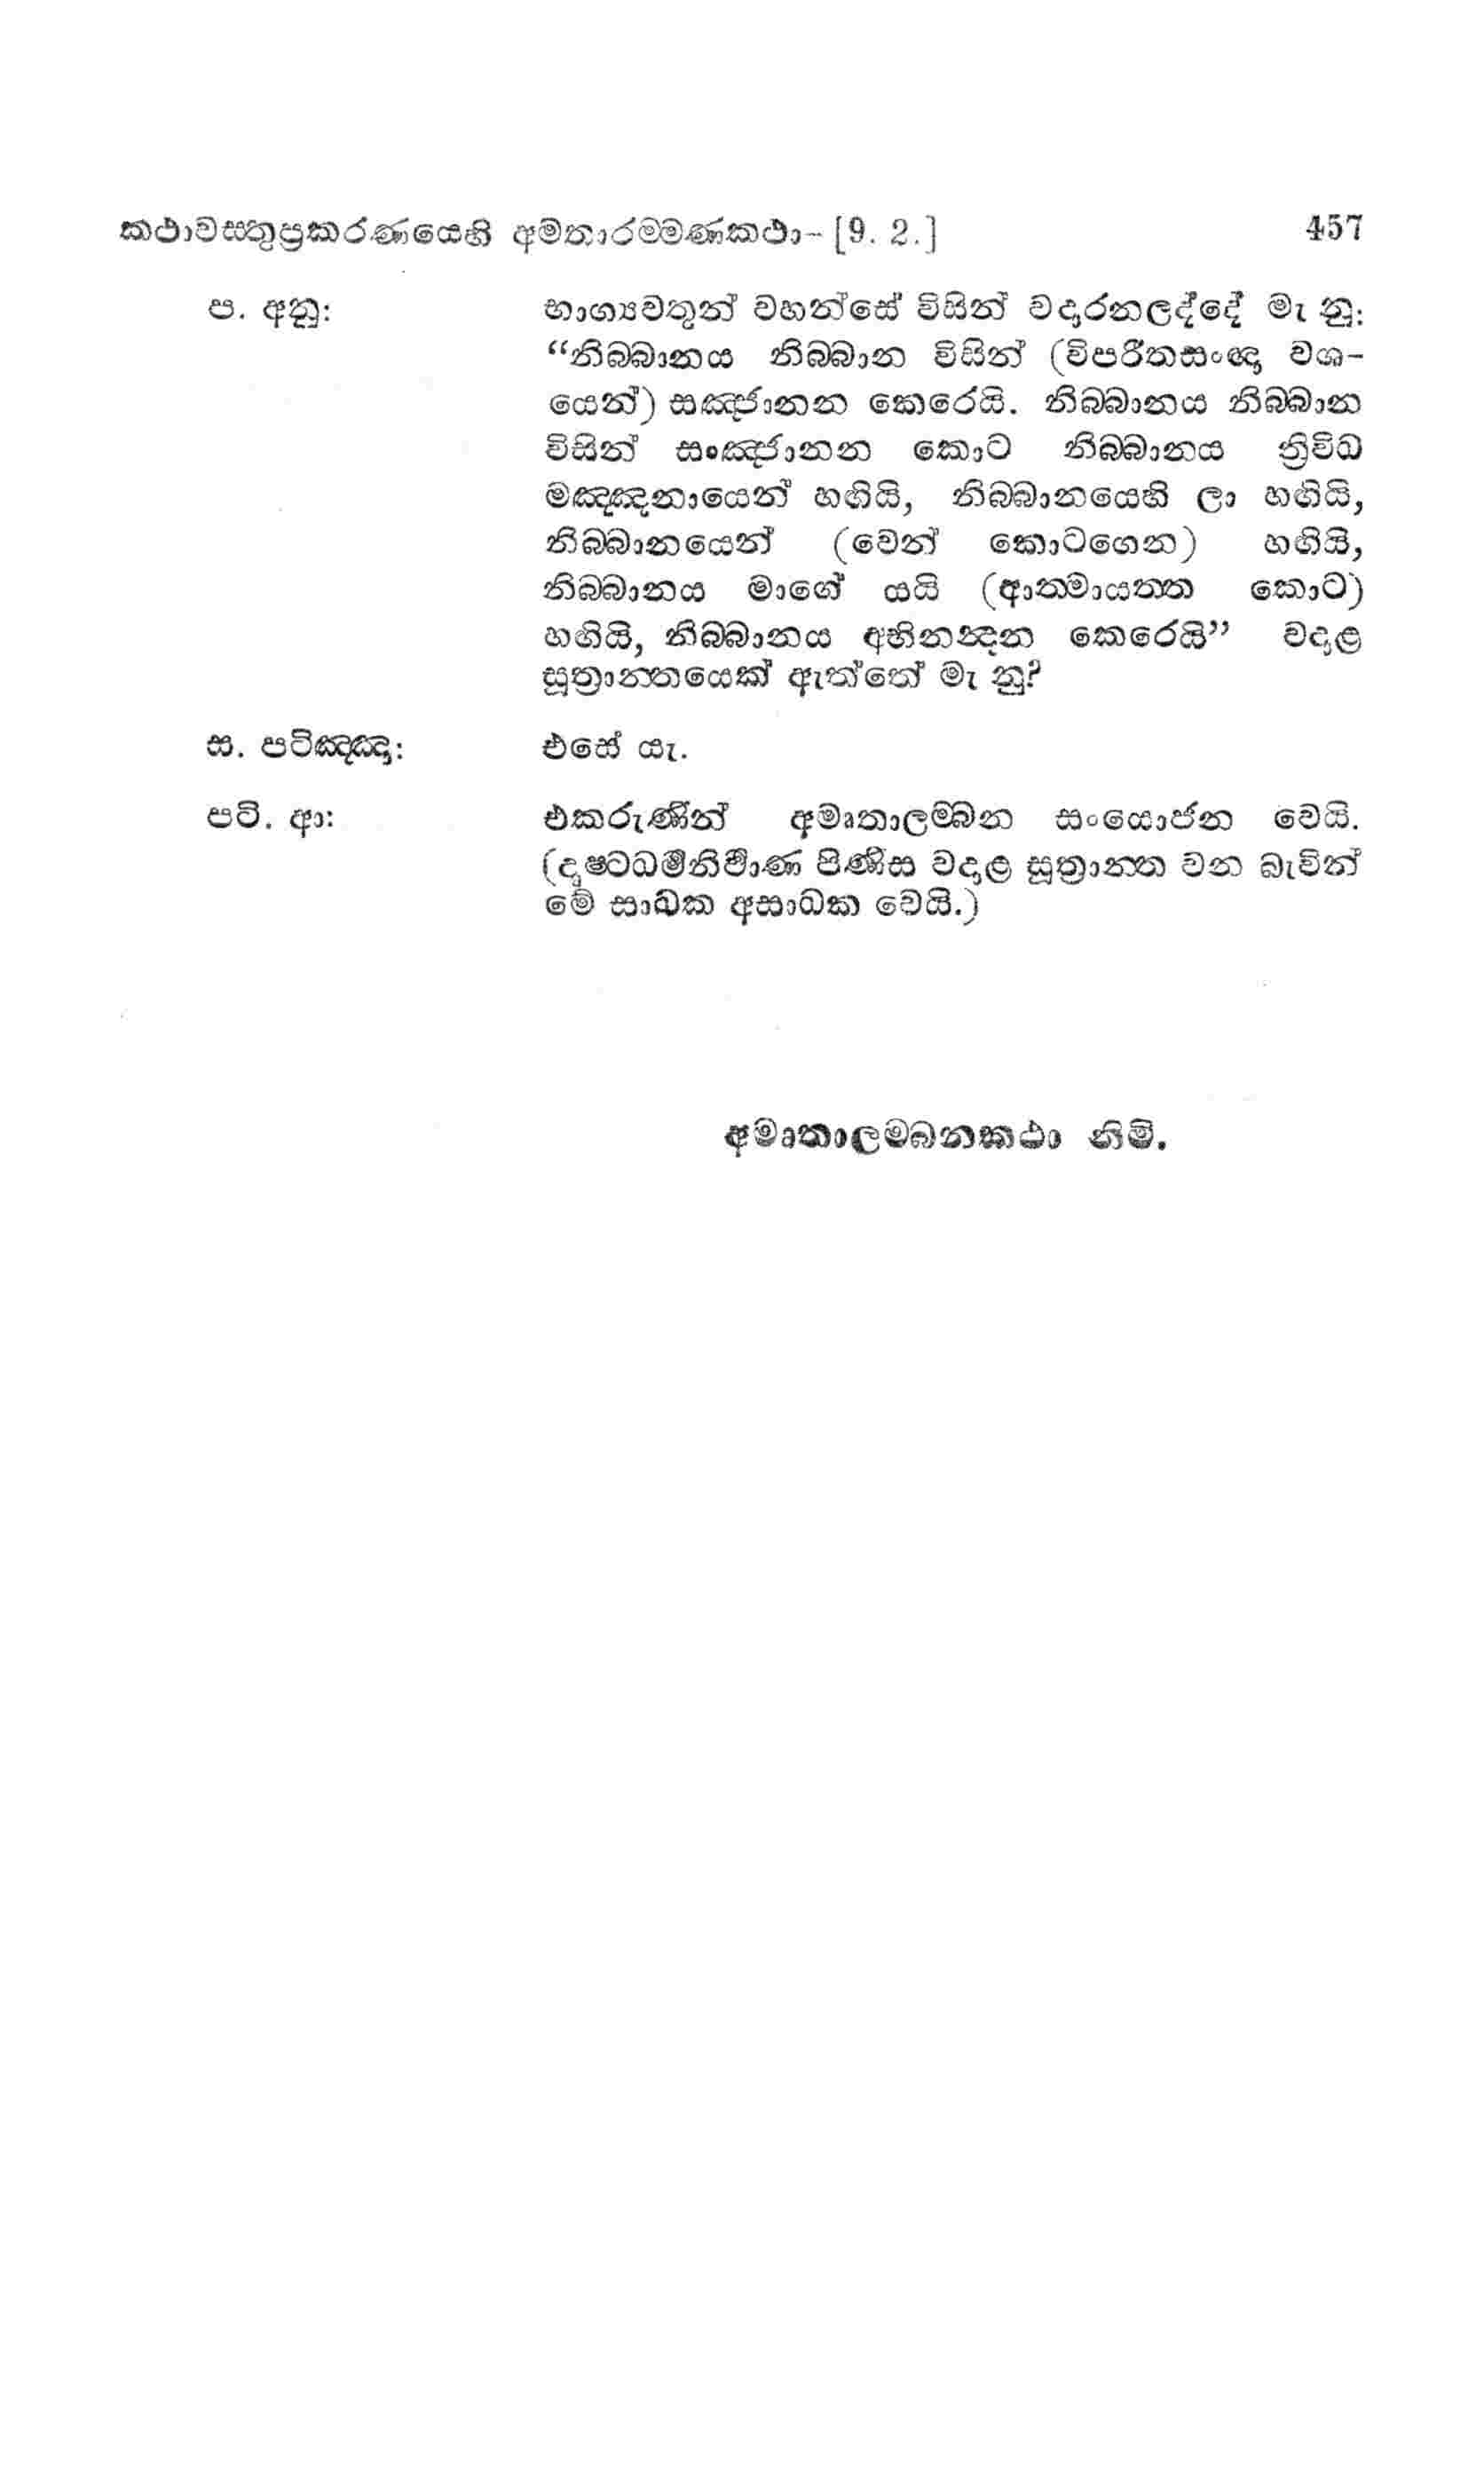 කථාවස්තුප්‍රකරණයෙහි අමතාරම්මණකථා- [9. 2.] 457
ප. අනු: භාග්‍යවතුන් වහන්සේ විසින් වදාරනලද්දේ මැ නු:
“නිබ්බානය නිබ්බාන විසින් (විපරීතසංඥා වශ-
යෙන්) සඤ්ජානන කෙරෙයි. නිබ්බානය නිබ්බාන
විසින් සංඤ්ජානන කොට නිබ්බානය ත්‍රිවිධ
මඤ්ඤනායෙන් හඟියි, නිබ්බානයෙහි ලා හඟියි,
නිබ්බානයෙන් (වෙන් කොටගෙන) හඟියි,
නිබ්බානය මාගේ යයි (ආත්මායත්ත කොට)
හඟියි, නිබ්බානය අභිනන්‍දන කෙරෙයි” වදාළ
සූත්‍රාන්තයෙක් ඇත්තේ මැ නු?
ස. පටිඤ්ඤා: එසේ යැ.
පටි. ආ: එකරුණින් අමෘතාලම්බන සංයොජන වෙයි.
(දෘෂ්ටධර්මනිර්වාණ පිණිස වදාළ සූත්‍රාන්ත වන බැවින්
මේ සාධක අසාධක වෙයි.)
අමෘතාලම්බනකථා නිමි.